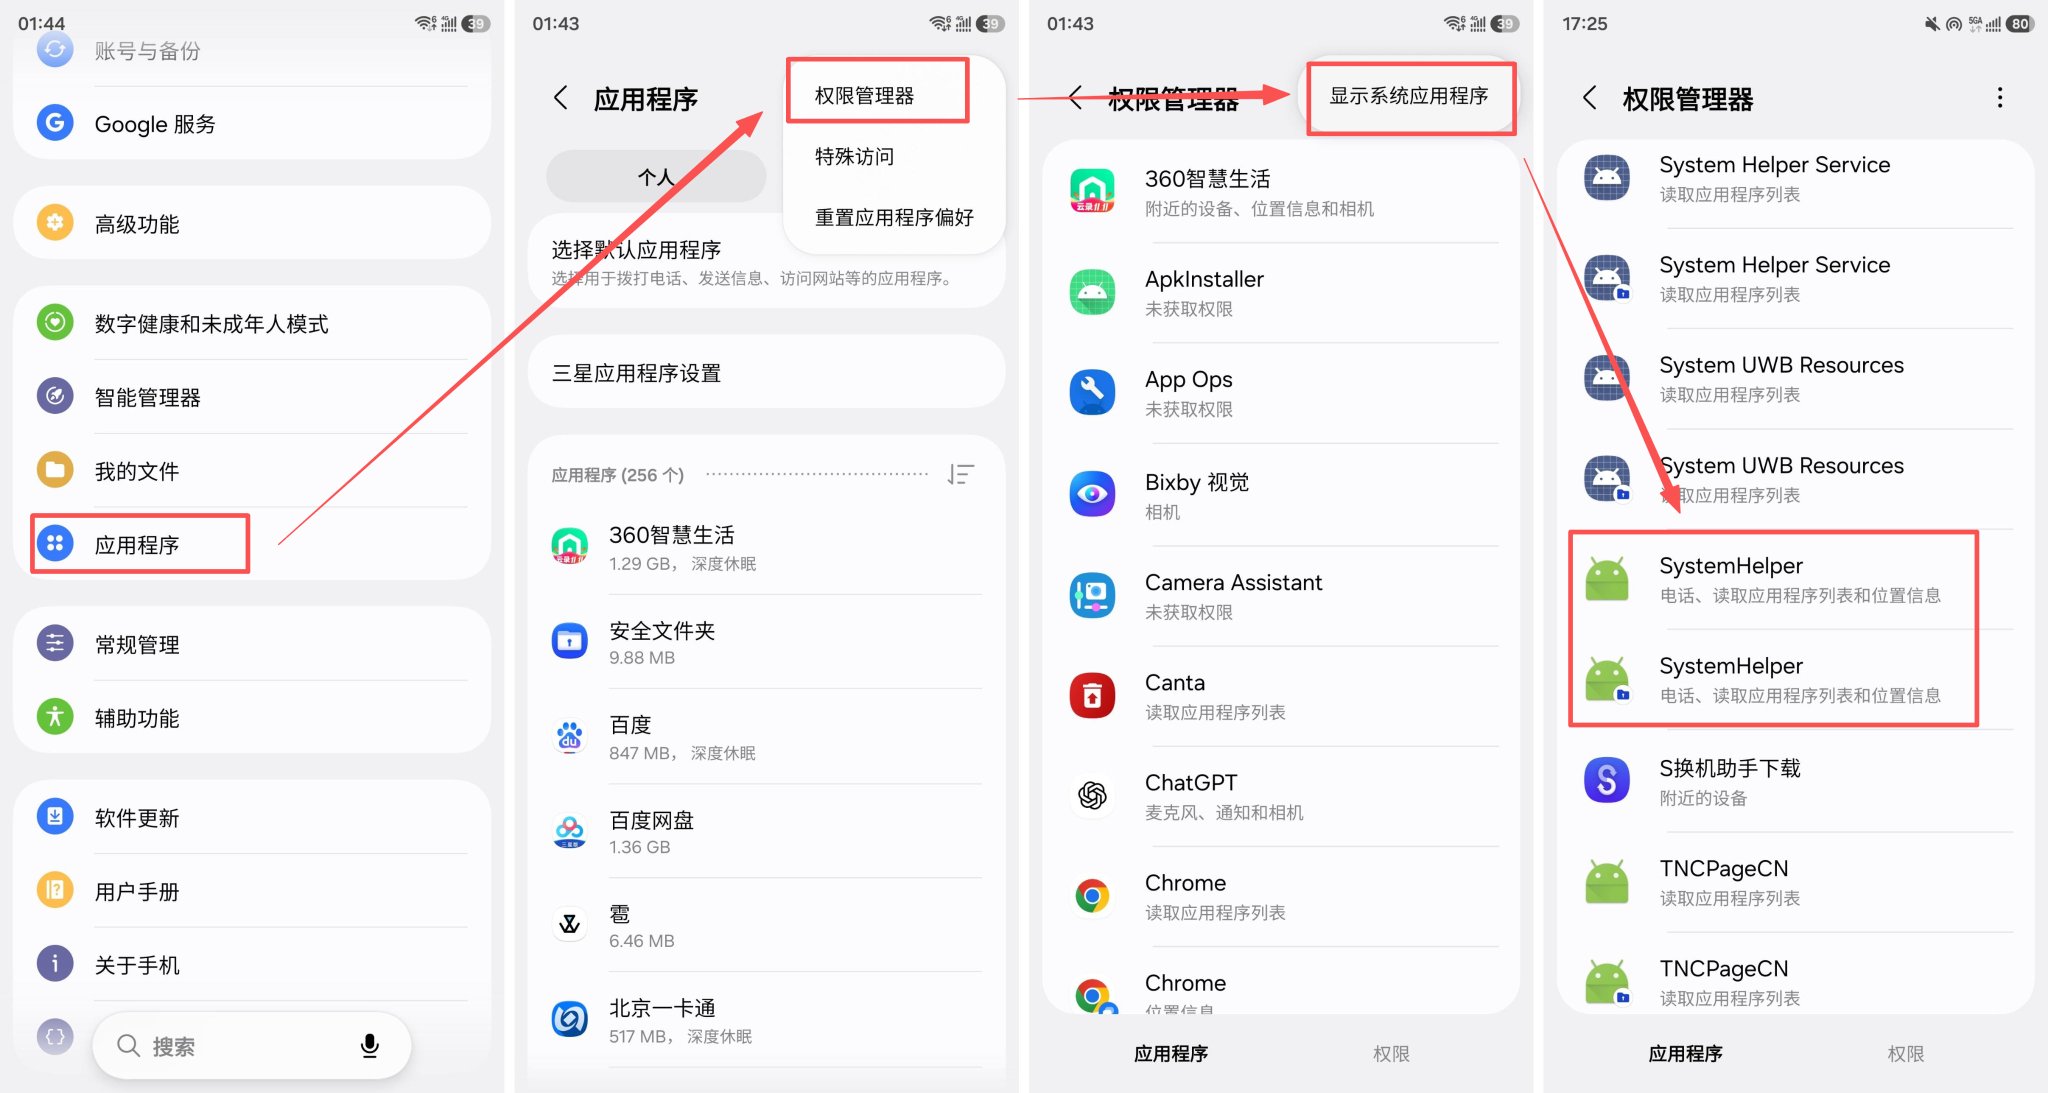 01:44
39
账号与备份
Google 服务
高级功能
数字健康和未成年人模式
智能管理器
我的文件
应用程序
常规管理
辅助功能
软件更新
用户手册
关于手机
搜索
01:43
39
应用程序
权限管理器
特殊访问
重置应用程序偏好
个人
选择默认应用程序
选择用于拨打电话、发送信息、访问网站等的应用程序。
三星应用程序设置
应用程序 (256 个)
360智慧生活
1.29 GB， 深度休眠
安全文件夹
9.88 MB
百度
847 MB， 深度休眠
百度网盘
1.36 GB
雹
6.46 MB
北京一卡通
517 MB， 深度休眠
01:43
39
权限管理器
显示系统应用程序
360智慧生活
附近的设备、位置信息和相机
ApkInstaller
未获取权限
App Ops
未获取权限
Bixby 视觉
相机
Camera Assistant
未获取权限
Canta
读取应用程序列表
ChatGPT
麦克风、通知和相机
Chrome
读取应用程序列表
Chrome
位置信息
应用程序
权限
17:25
5GA
80
权限管理器
System Helper Service
读取应用程序列表
System Helper Service
读取应用程序列表
System UWB Resources
读取应用程序列表
System UWB Resources
读取应用程序列表
SystemHelper
电话、读取应用程序列表和位置信息
SystemHelper
电话、读取应用程序列表和位置信息
S换机助手下载
附近的设备
TNCPageCN
读取应用程序列表
TNCPageCN
读取应用程序列表
应用程序
权限